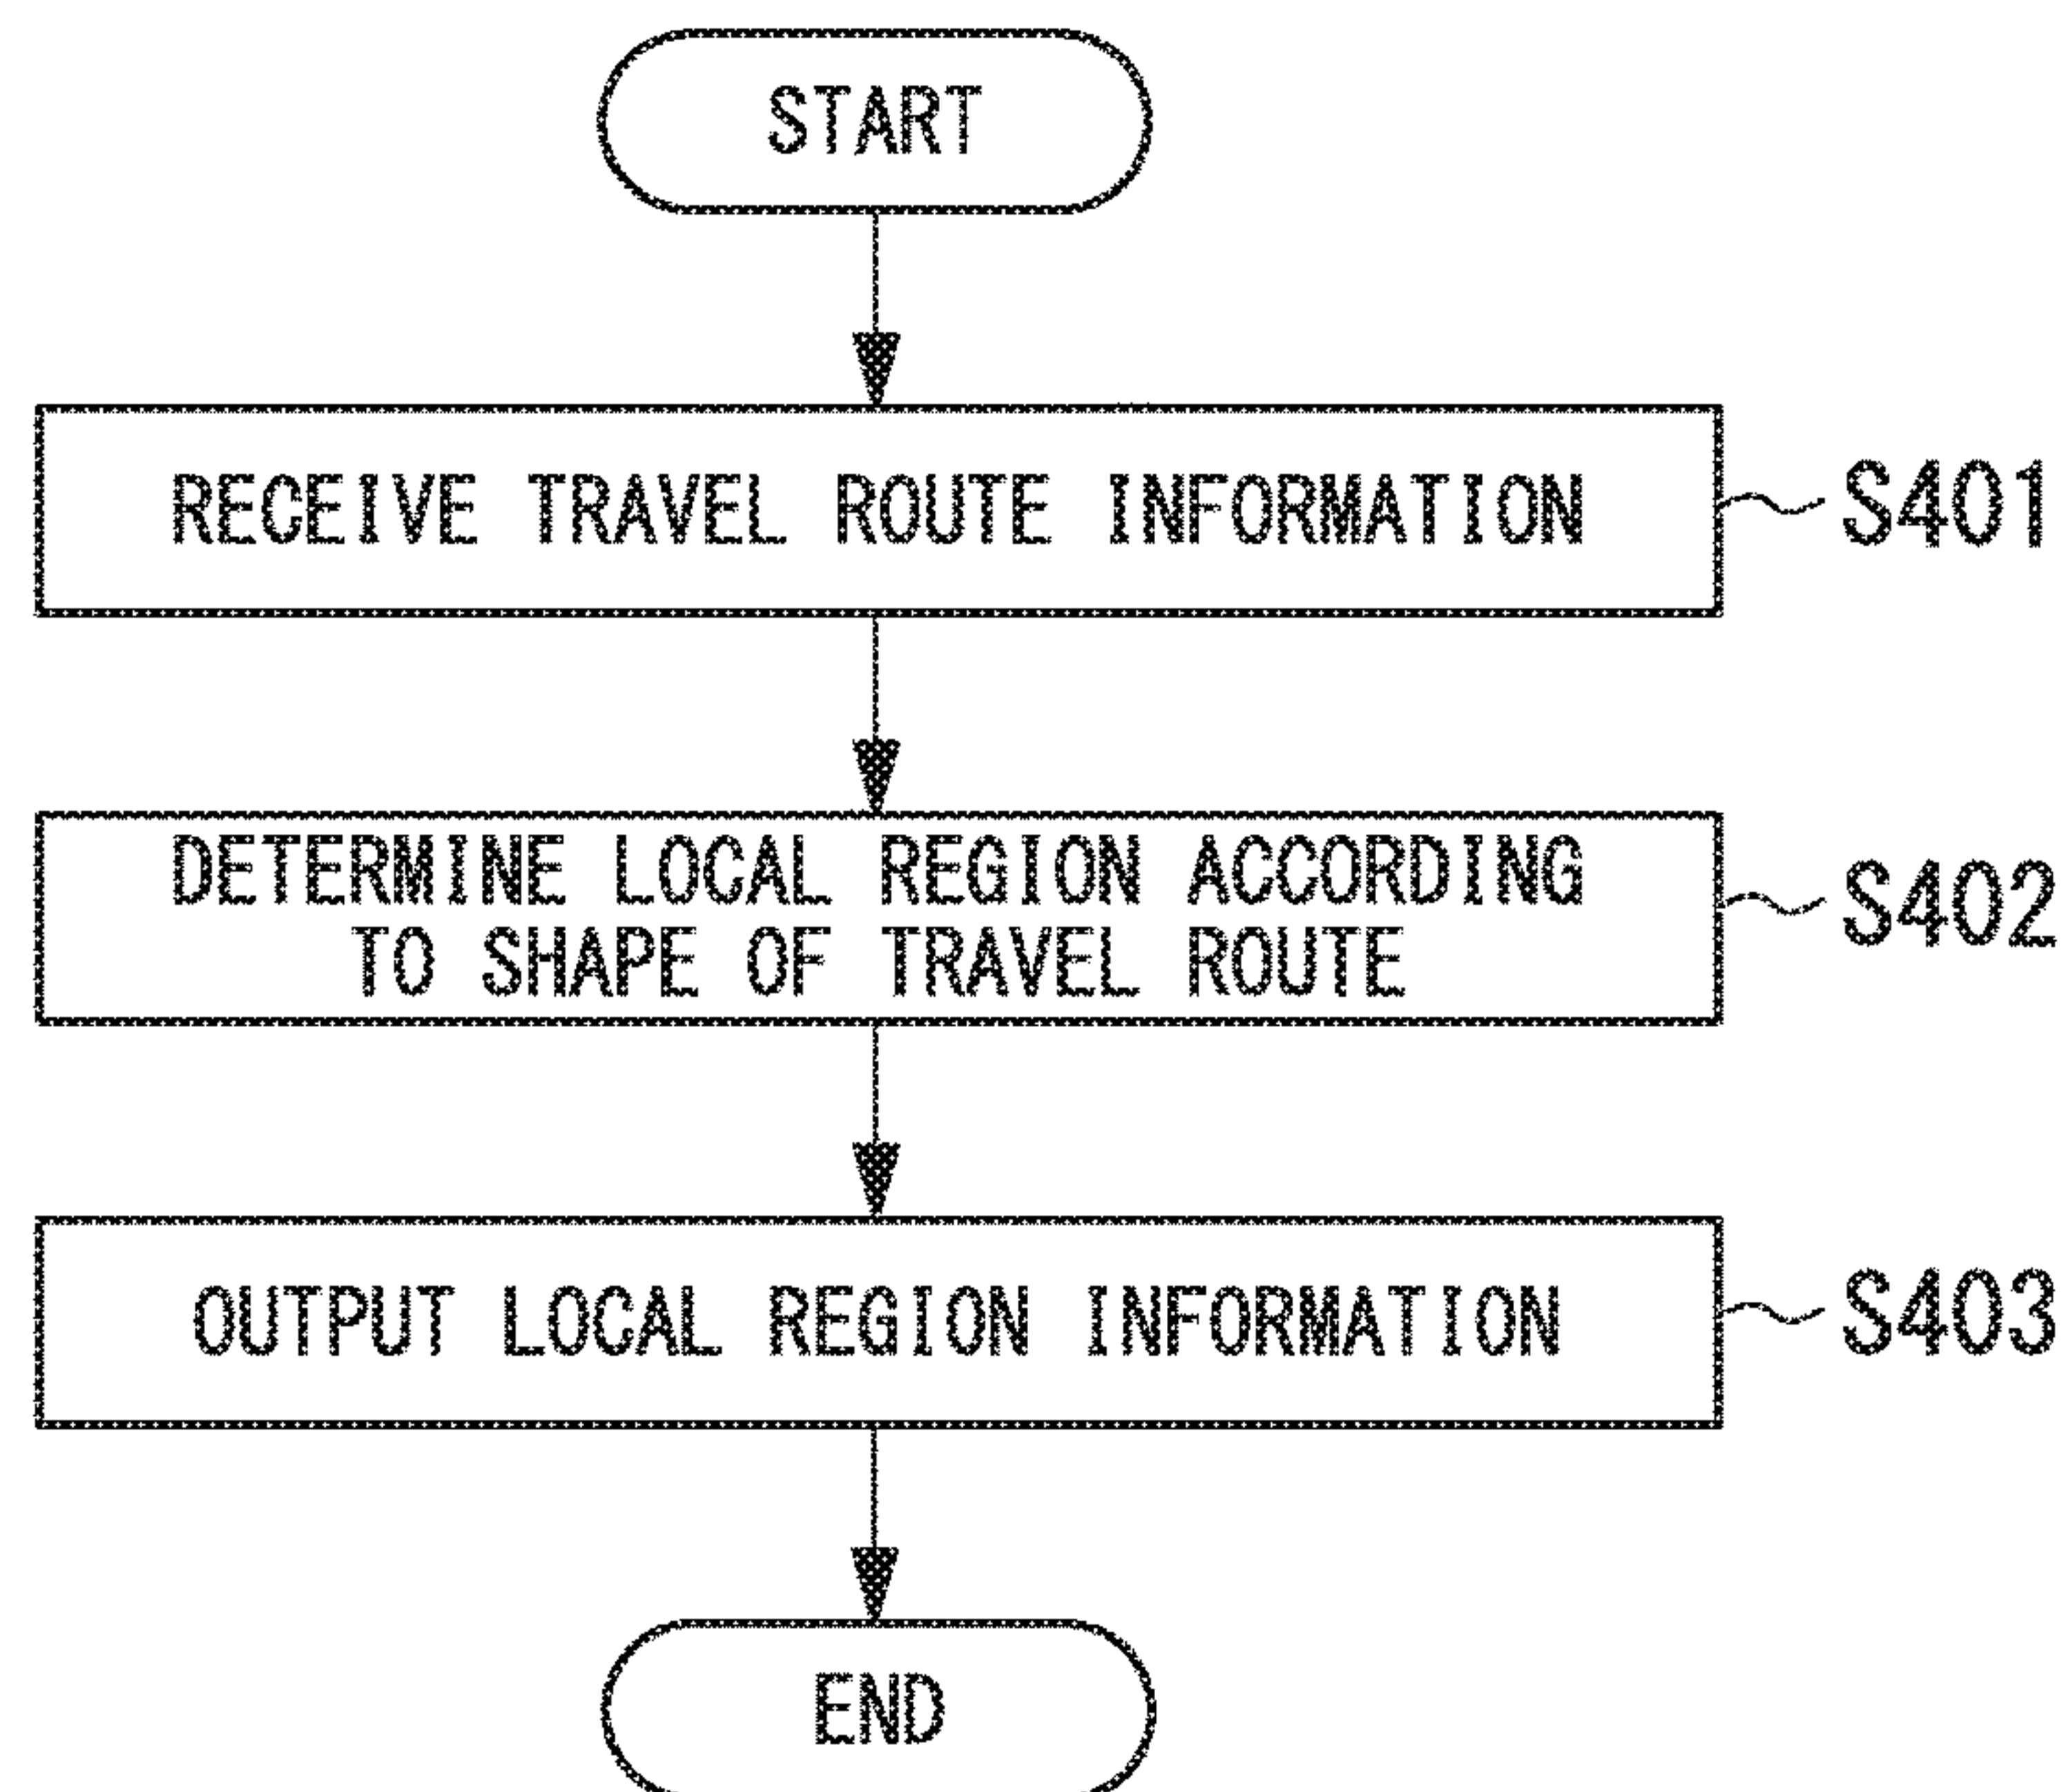 START
RECEIVE TRAVEL ROUTE INFORMATION
S401
DETERMINE LOCAL REGION ACCORDING
TO SHAPE OF TRAVEL ROUTE
S402
OUTPUT LOCAL REGION INFORMATION
S403
END